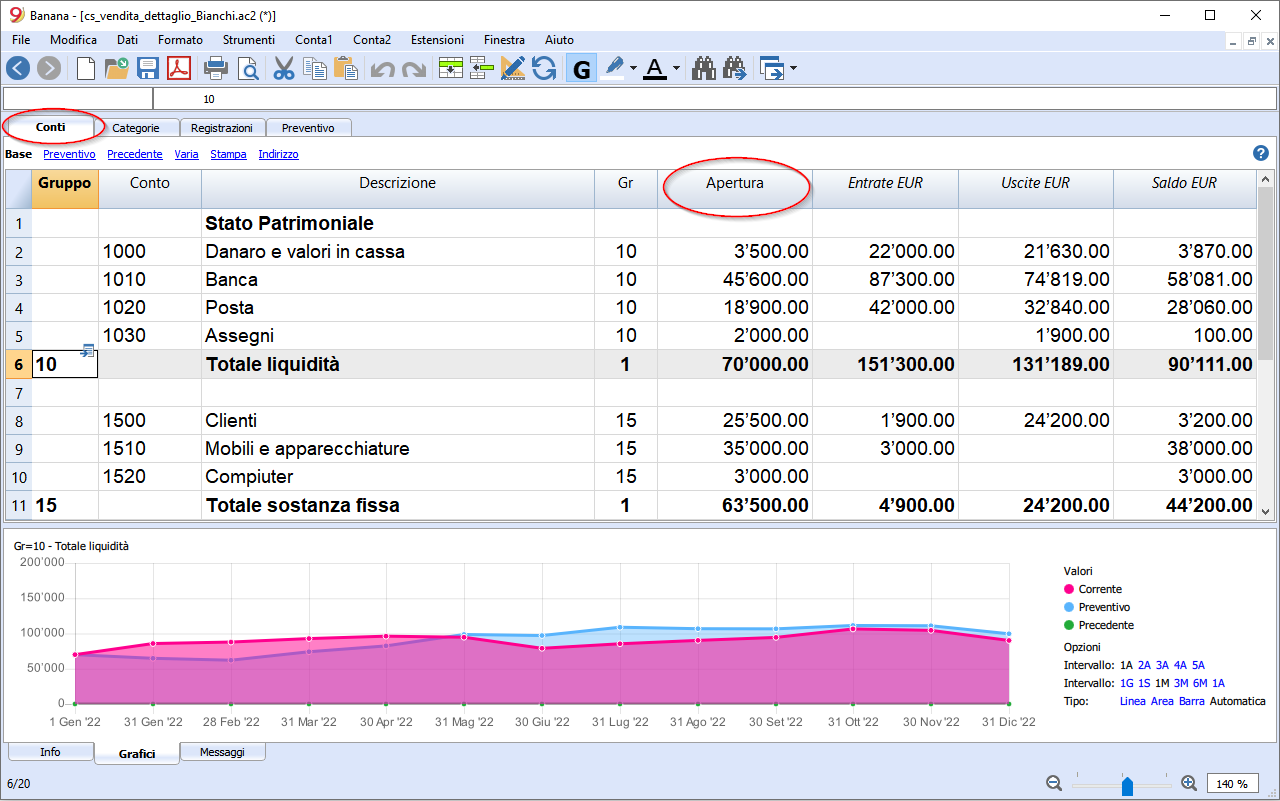 Banana - [cs_vendita_dettaglio_Bianchi.ac2 (*)]
File Modifica Dati Formato Strumenti Conta1 Conta2 Estensioni Finestra Aiuto
G A
10
Conti Categorie Registrazioni Preventivo
Base Preventivo Precedente Varia Stampa Indirizzo ?
Gruppo Conto Descrizione Gr Apertura Entrate EUR Uscite EUR Saldo EUR
1 Stato Patrimoniale
2 1000 Danaro e valori in cassa 10 3’500.00 22’000.00 21’630.00 3’870.00
3 1010 Banca 10 45’600.00 87’300.00 74’819.00 58’081.00
4 1020 Posta 10 18’900.00 42’000.00 32’840.00 28’060.00
5 1030 Assegni 10 2’000.00 1’900.00 100.00
6 10 Totale liquidità 1 70’000.00 151’300.00 131’189.00 90’111.00
7
8 1500 Clienti 15 25’500.00 1’900.00 24’200.00 3’200.00
9 1510 Mobili e apparecchiature 15 35’000.00 3’000.00 38’000.00
10 1520 Compiuter 15 3’000.00 3’000.00
11 15 Totale sostanza fissa 1 63’500.00 4’900.00 24’200.00 44’200.00
Gr=10 - Totale liquidità
200’000
150’000
100’000
50’000
0
1 Gen '22 31 Gen '22 28 Feb '22 31 Mar '22 30 Apr '22 31 Mag '22 30 Giu '22 31 Lug '22 31 Ago '22 30 Set '22 31 Ott '22 30 Nov '22 31 Dic '22
Valori
Corrente
Preventivo
Precedente
Opzioni
Intervallo: 1A 2A 3A 4A 5A
Intervallo: 1G 1S 1M 3M 6M 1A
Tipo: Linea Area Barra Automatica
Info Grafici Messaggi
6/20 140 %